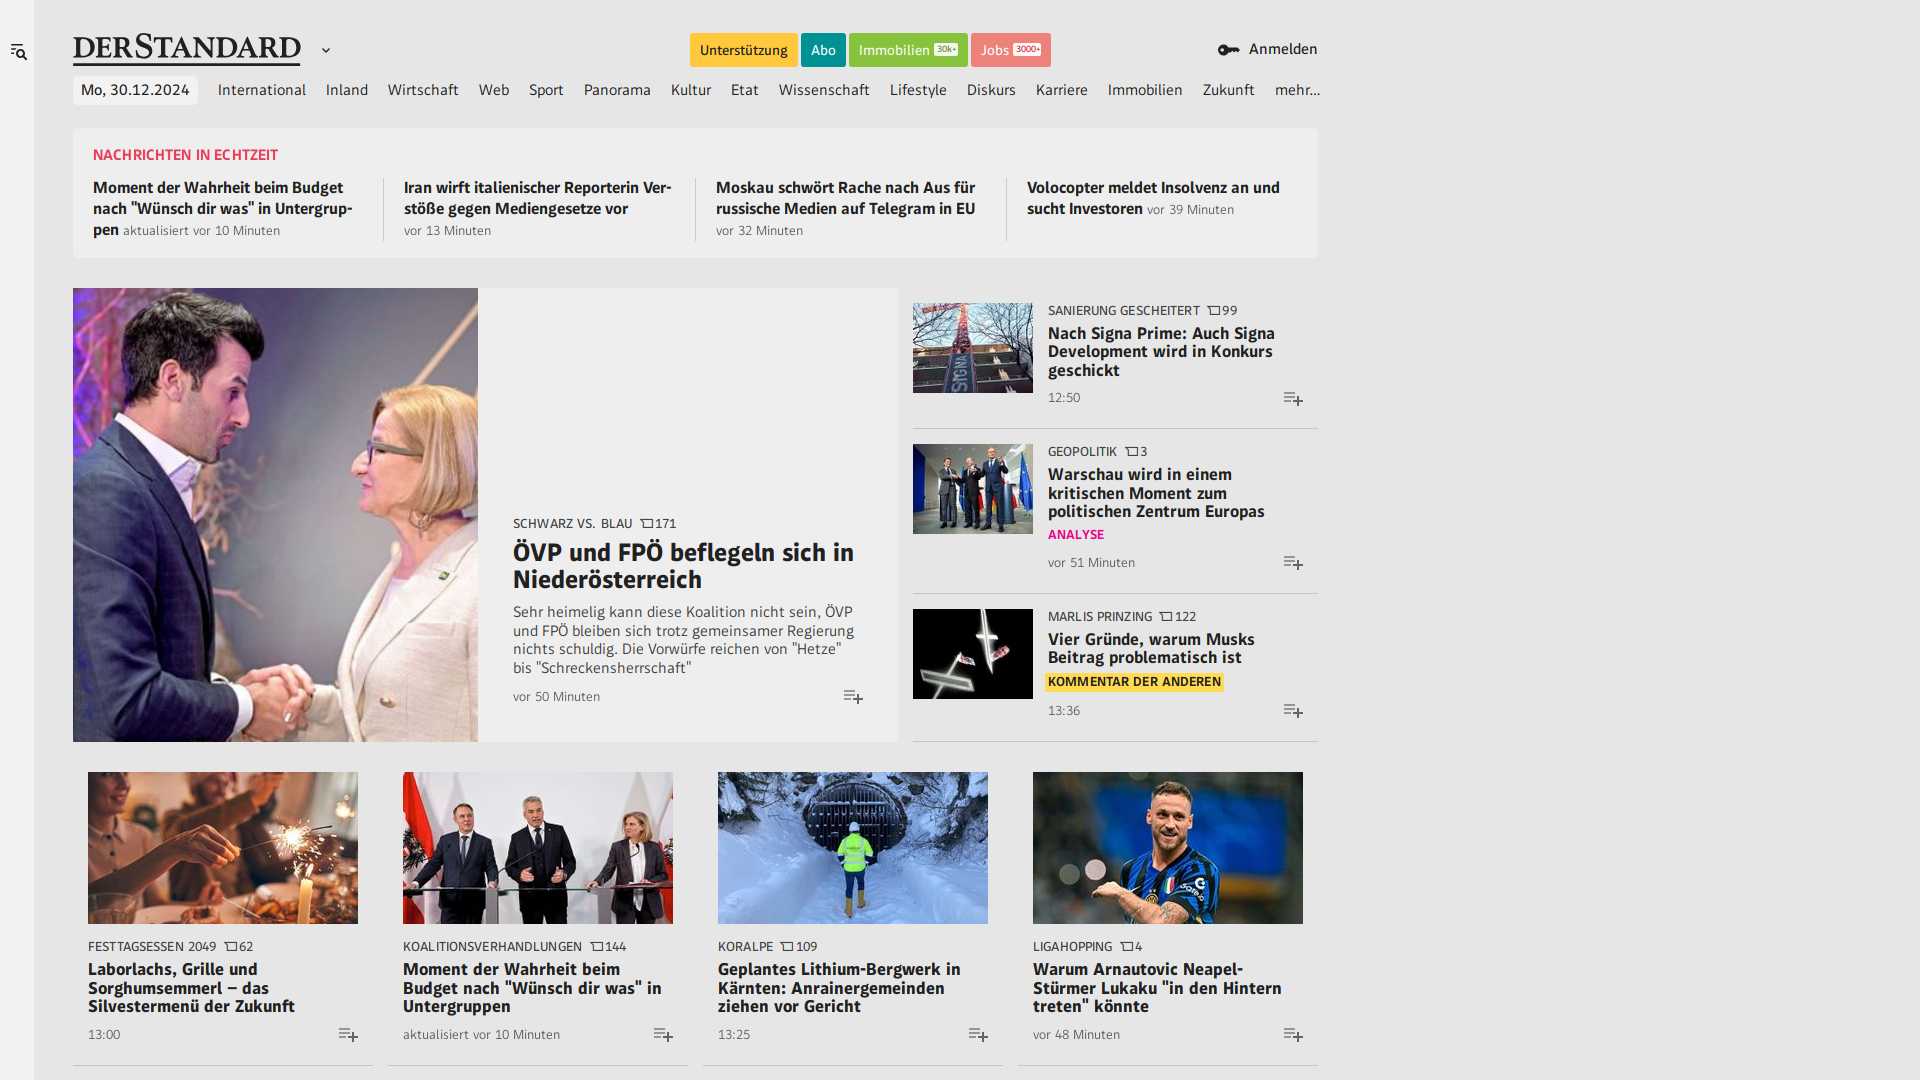 DERSTANDARD
Unterstützung
Abo
Immobilien 30k+
Jobs 3000+
Anmelden
Mo, 30.12.2024
International
Inland
Wirtschaft
Web
Sport
Panorama
Kultur
Etat
Wissenschaft
Lifestyle
Diskurs
Karriere
Immobilien
Zukunft
mehr...
NACHRICHTEN IN ECHTZEIT
Moment der Wahrheit beim Budget
nach "Wünsch dir was" in Untergrup-
pen aktualisiert vor 10 Minuten
Iran wirft italienischer Reporterin Ver-
stöße gegen Mediengesetze vor
vor 13 Minuten
Moskau schwört Rache nach Aus für
russische Medien auf Telegram in EU
vor 32 Minuten
Volocopter meldet Insolvenz an und
sucht Investoren vor 39 Minuten
SCHWARZ VS. BLAU 171
ÖVP und FPÖ beflegeln sich in
Niederösterreich
Sehr heimelig kann diese Koalition nicht sein, ÖVP
und FPÖ bleiben sich trotz gemeinsamer Regierung
nichts schuldig. Die Vorwürfe reichen von "Hetze"
bis "Schreckensherrschaft"
vor 50 Minuten
SIGNA
SANIERUNG GESCHEITERT 99
Nach Signa Prime: Auch Signa
Development wird in Konkurs
geschickt
12:50
GEOPOLITIK 3
Warschau wird in einem
kritischen Moment zum
politischen Zentrum Europas
ANALYSE
vor 51 Minuten
MARLIS PRINZING 122
Vier Gründe, warum Musks
Beitrag problematisch ist
KOMMENTAR DER ANDEREN
13:36
FESTTAGSESSEN 2049 62
Laborlachs, Grille und
Sorghumsemmerl – das
Silvestermenü der Zukunft
13:00
KOALITIONSVERHANDLUNGEN 144
Moment der Wahrheit beim
Budget nach "Wünsch dir was" in
Untergruppen
aktualisiert vor 10 Minuten
KORALPE 109
Geplantes Lithium-Bergwerk in
Kärnten: Anrainergemeinden
ziehen vor Gericht
13:25
LIGAHOPPING 4
Warum Arnautovic Neapel-
Stürmer Lukaku "in den Hintern
treten" könnte
vor 48 Minuten